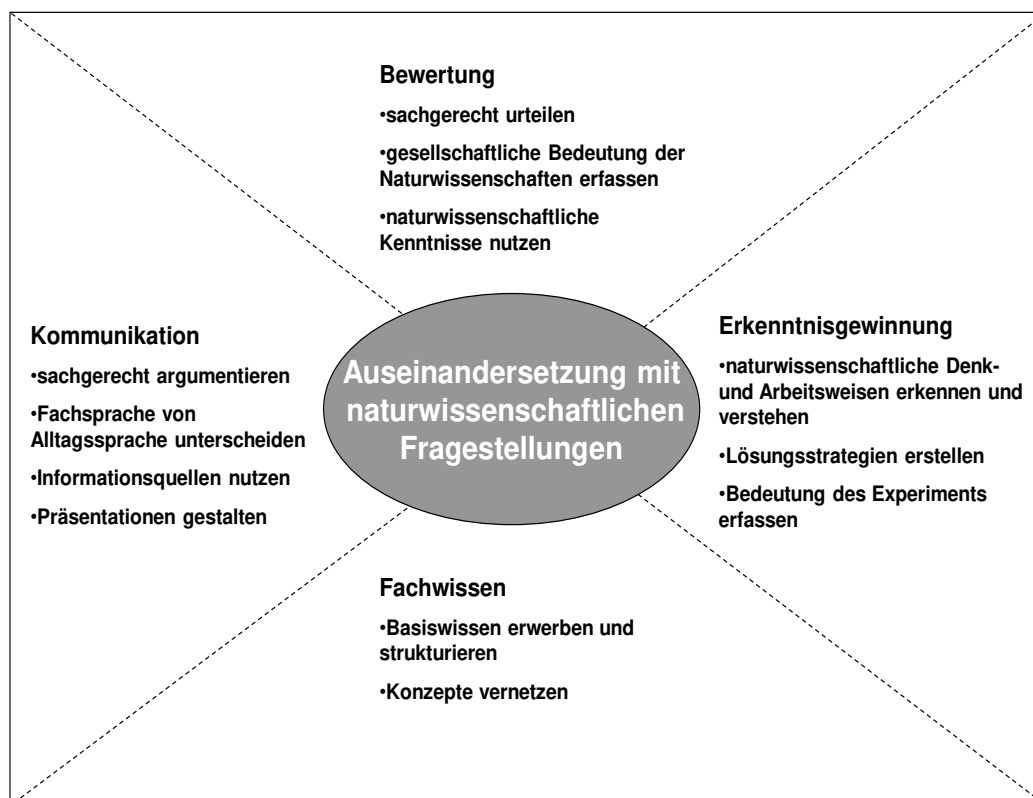 Bewertung
•sachgerecht urteilen
•gesellschaftliche Bedeutung der
Naturwissenschaften erfassen
•naturwissenschaftliche
Kenntnisse nutzen
Kommunikation
•sachgerecht argumentieren
•Fachsprache von
Alltagssprache unterscheiden
•Informationsquellen nutzen
•Präsentationen gestalten
Auseinandersetzung mit
naturwissenschaftlichen
Fragestellungen
Erkenntnisgewinnung
•naturwissenschaftliche Denk-
und Arbeitsweisen erkennen und
verstehen
•Lösungsstrategien erstellen
•Bedeutung des Experiments
erfassen
Fachwissen
•Basiswissen erwerben und
strukturieren
•Konzepte vernetzen